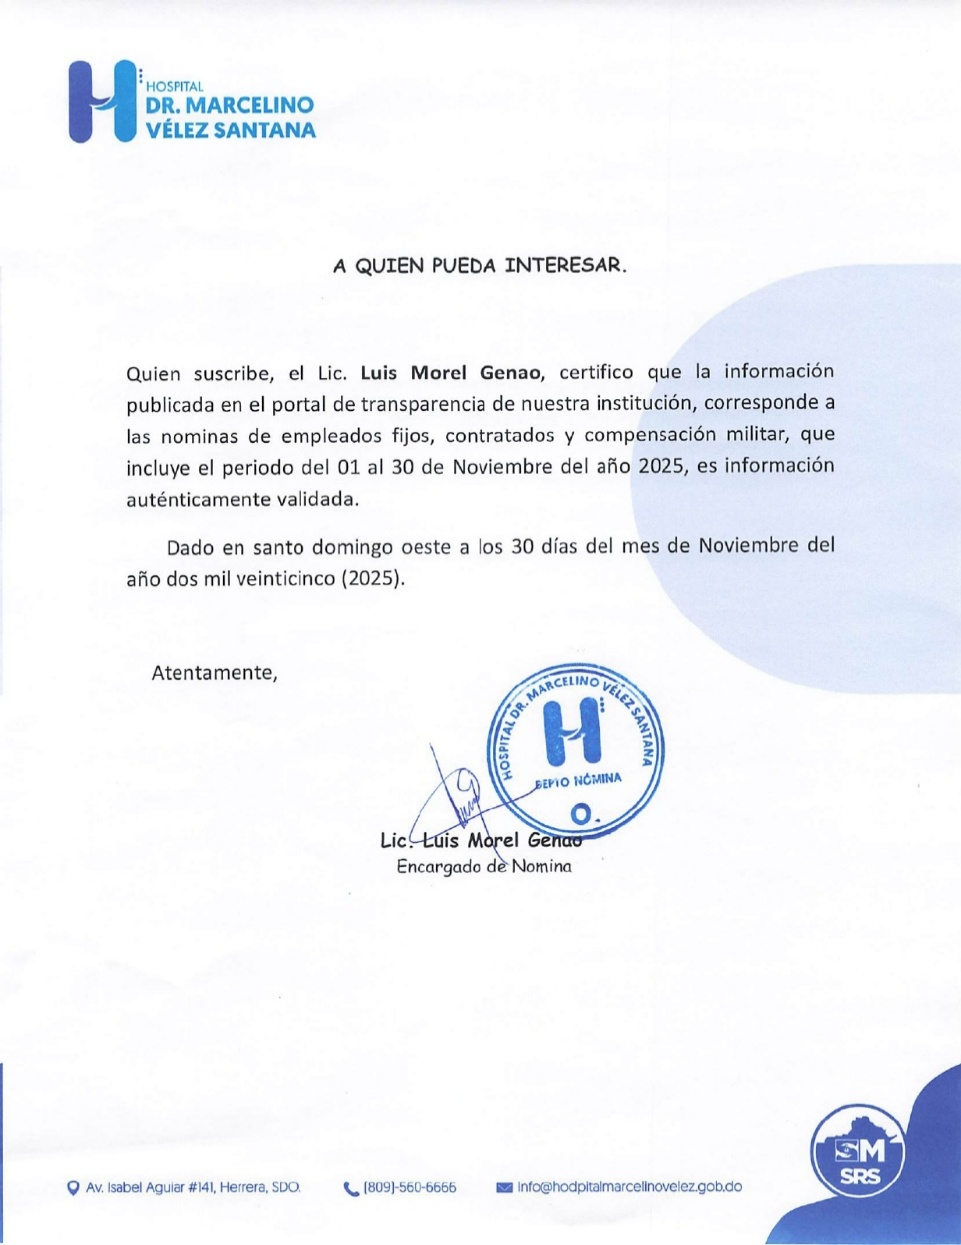 HOSPITAL
DR. MARCELINO
VÉLEZ SANTANA
A QUIEN PUEDA INTERESAR.
Quien suscribe, el Lic. Luis Morel Genao, certifico que la información
publicada en el portal de transparencia de nuestra institución, corresponde a
las nominas de empleados fijos, contratados y compensación militar, que
incluye el periodo del 01 al 30 de Noviembre del año 2025, es información
auténticamente validada.
Dado en santo domingo oeste a los 30 días del mes de Noviembre del
año dos mil veinticinco (2025).
Atentamente,
HOSPITAL DR. MARCELINO VÉLEZ SANTANA
DEPTO NÓMINA
O.
Lic. Luis Morel Genao
Encargado de Nomina
SM
SRS
Av. Isabel Aguiar #141, Herrera, SDO.
(809)-560-6666
Info@hodpitalmarcelinovelez.gob.do